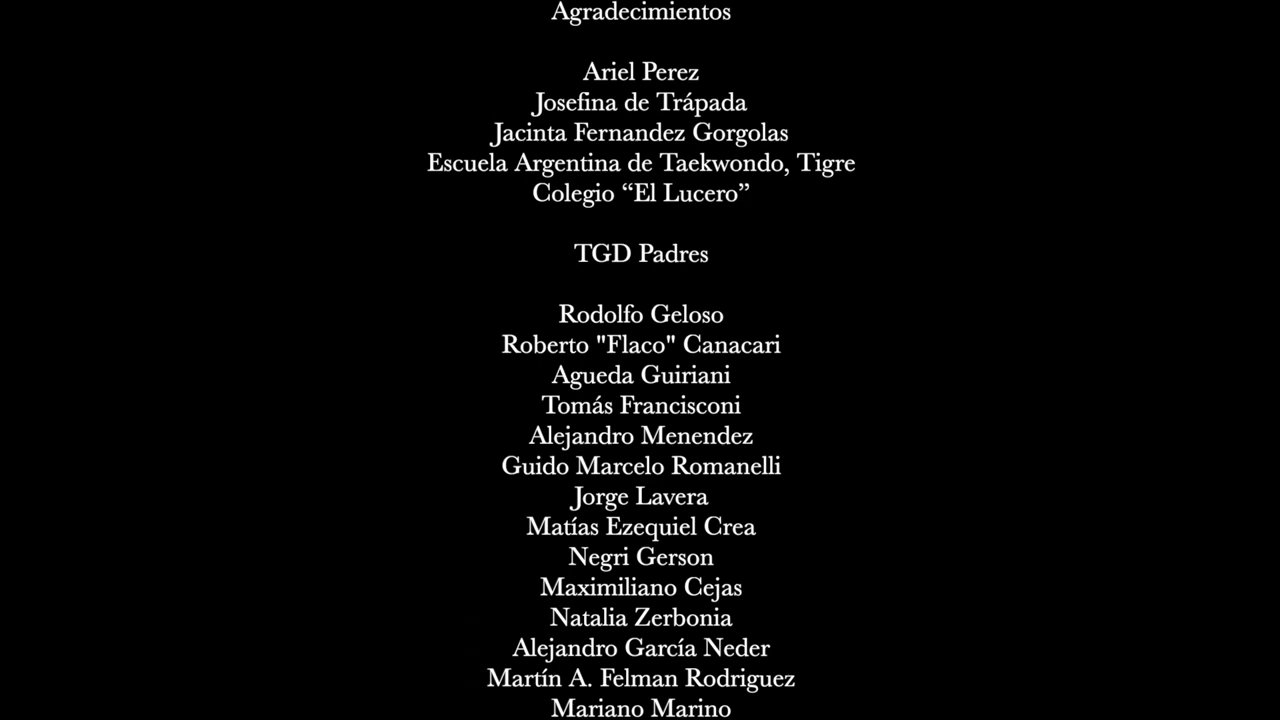 Agradecimientos
Ariel Perez
Josefina de Trápada
Jacinta Fernandez Gorgolas
Escuela Argentina de Taekwondo, Tigre
Colegio “El Lucero”
TGD Padres
Rodolfo Geloso
Roberto "Flaco" Canacari
Agueda Guiriani
Tomás Francisconi
Alejandro Menendez
Guido Marcelo Romanelli
Jorge Lavera
Matías Ezequiel Crea
Negri Gerson
Maximiliano Cejas
Natalia Zerbonia
Alejandro García Neder
Martín A. Felman Rodriguez
Mariano Marino